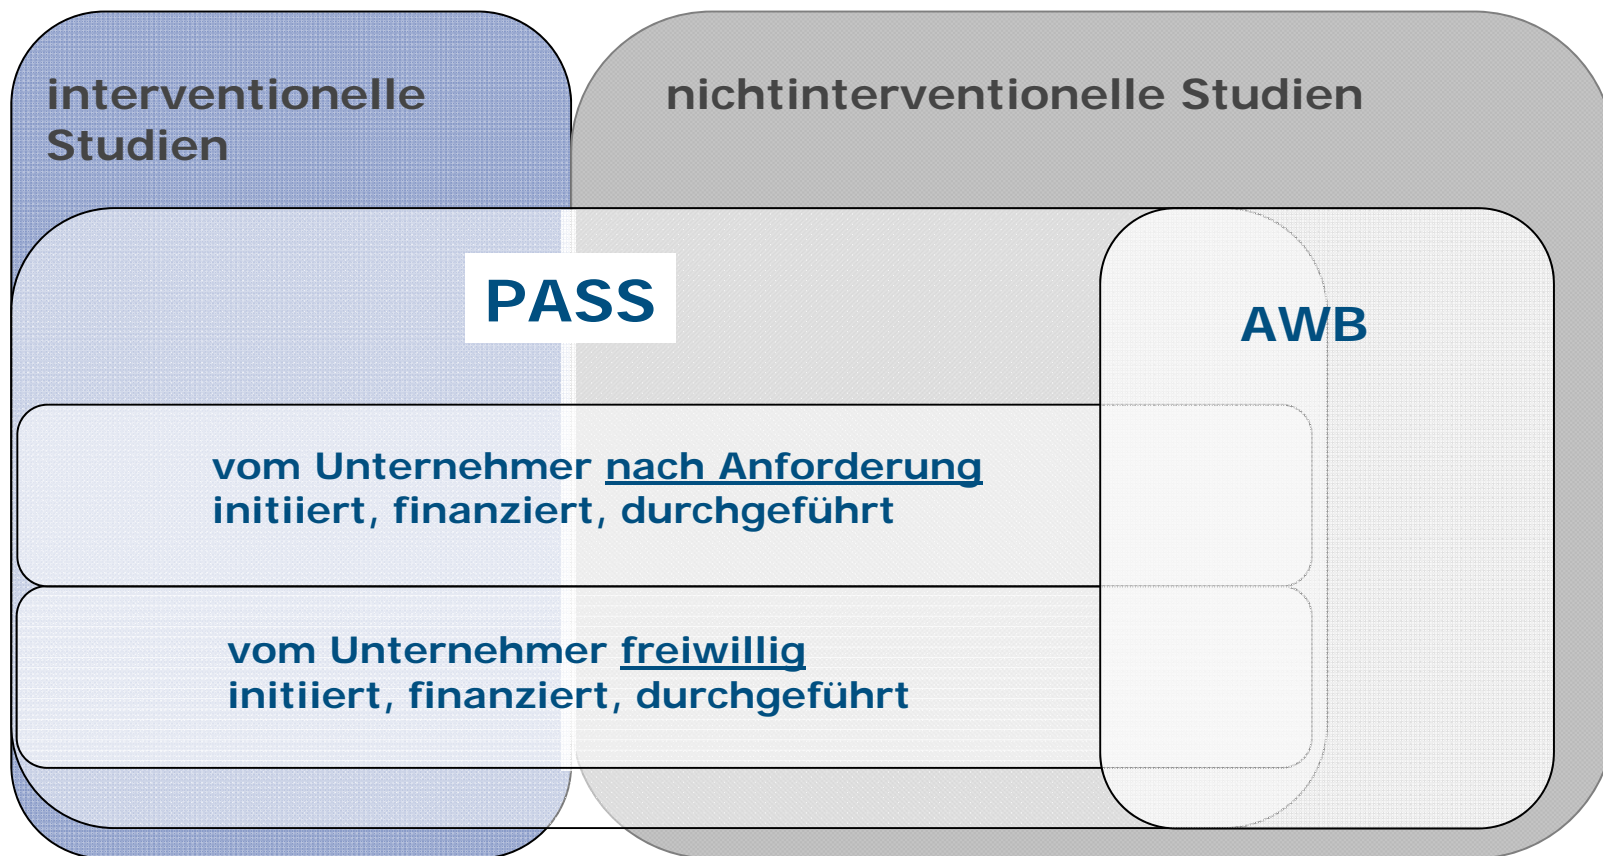 interventionelle
Studien
nichtinterventionelle Studien
PASS
AWB
vom Unternehmer nach Anforderung
initiiert, finanziert, durchgeführt
vom Unternehmer freiwillig
initiiert, finanziert, durchgeführt